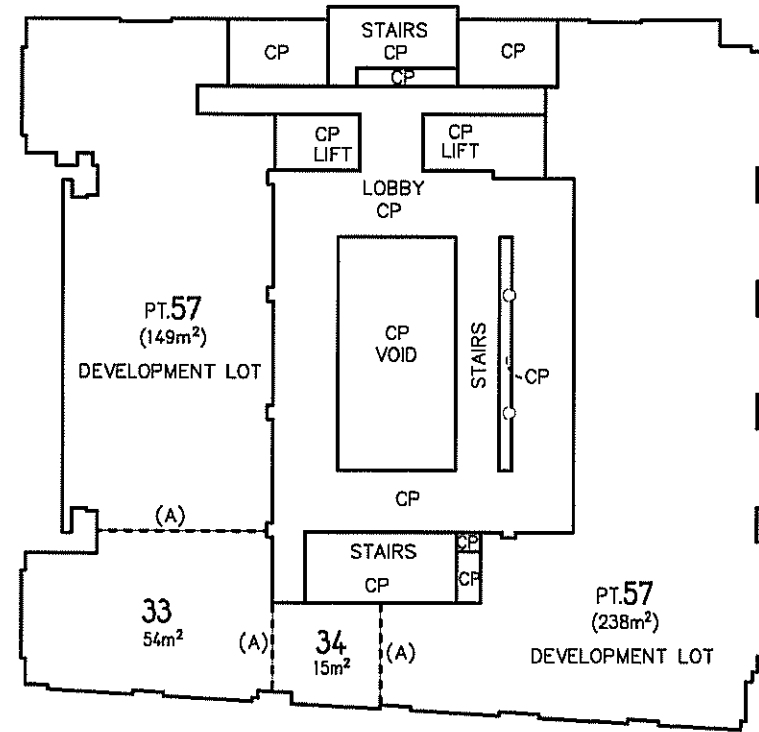 STAIRS
CP
CP
CP
CP
CP
LIFT
CP
LIFT
LOBBY
CP
PT.57
(149m²)
DEVELOPMENT LOT
CP
VOID
STAIRS
CP
CP
(A)
STAIRS
CP
CP
CP
33
54m²
(A)
34
15m²
(A)
PT.57
(238m²)
DEVELOPMENT LOT